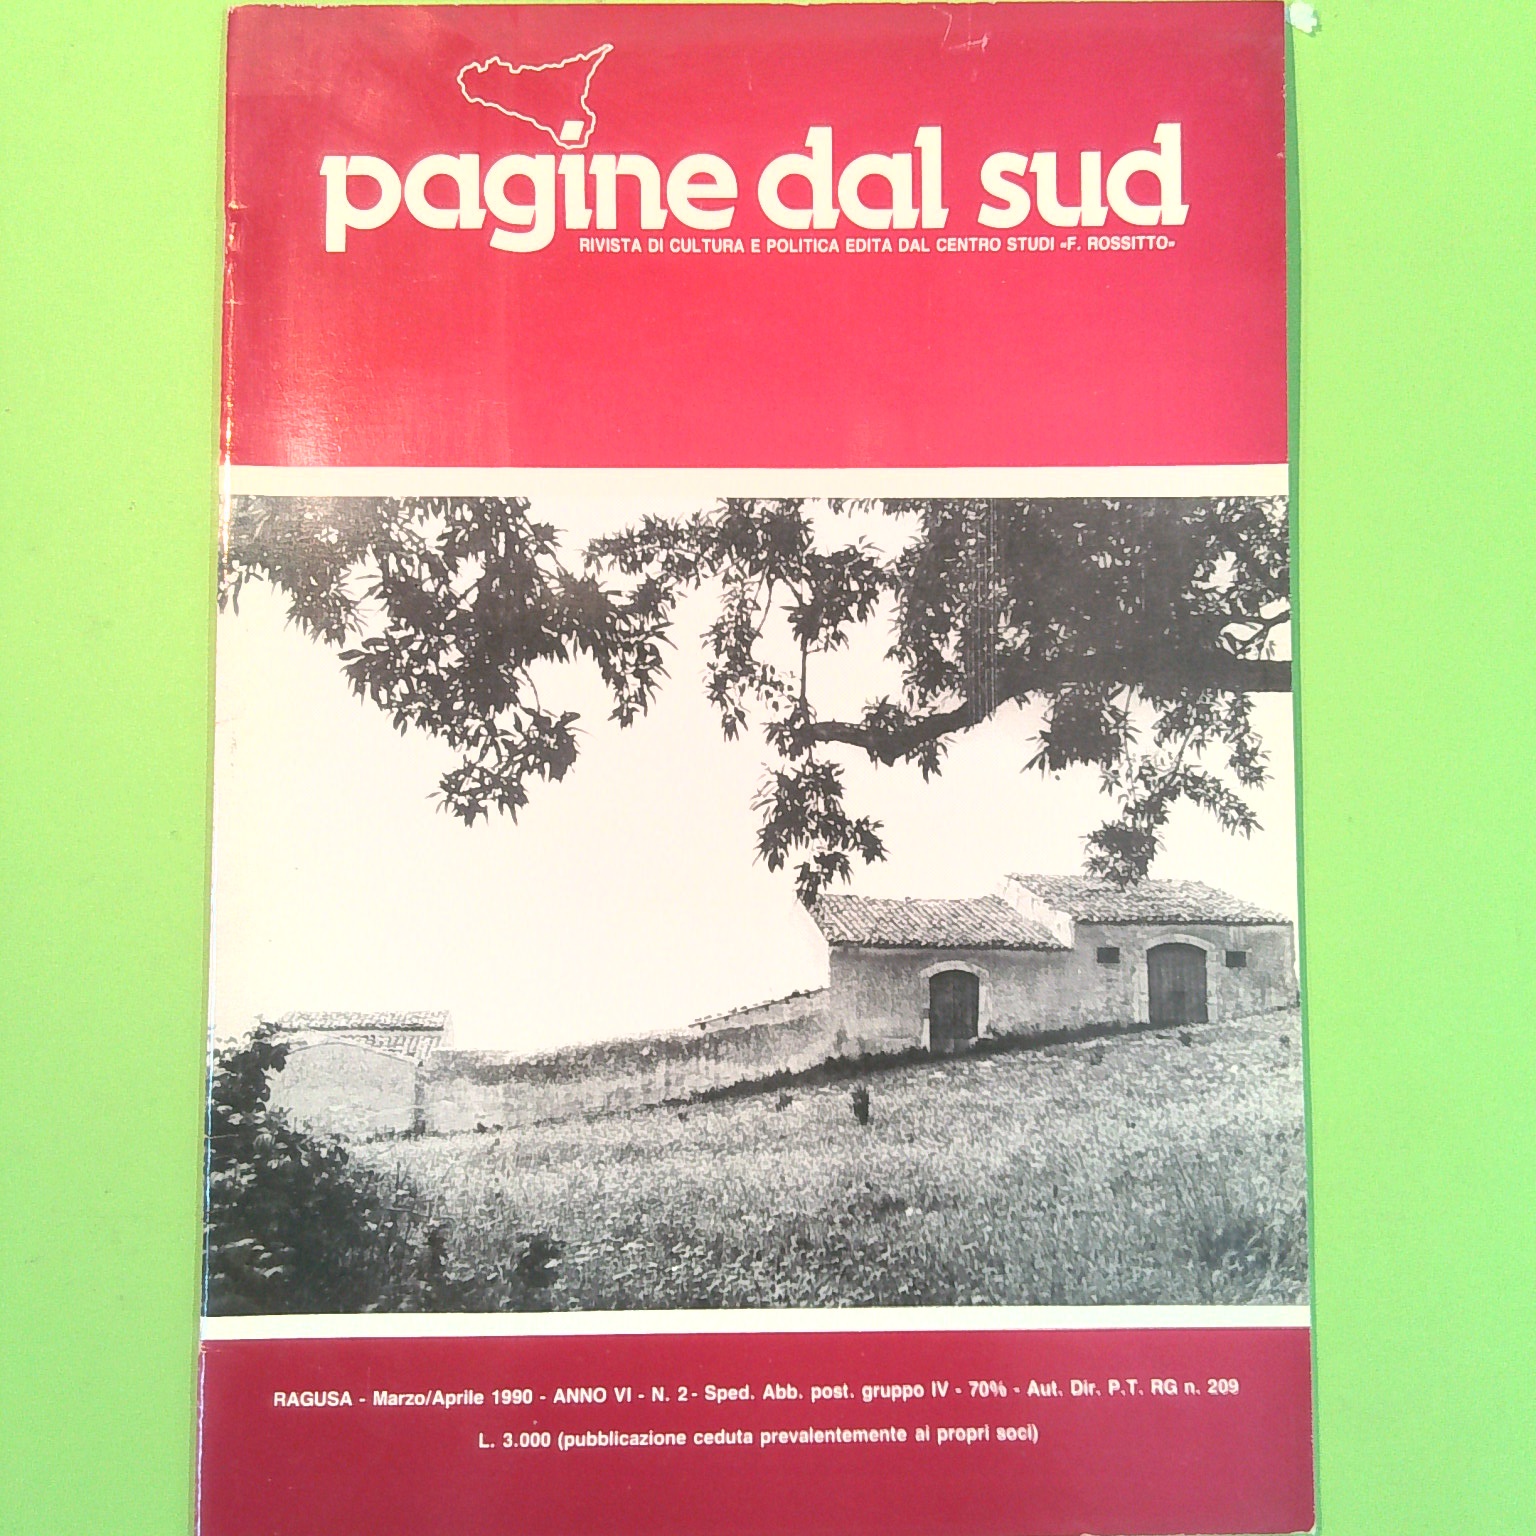 pagine dal sud
RIVISTA DI CULTURA E POLITICA EDITA DAL CENTRO STUDI «F. ROSSITTO»
RAGUSA - Marzo/Aprile 1990 - ANNO VI - N. 2 - Sped. Abb. post. gruppo IV - 70% - Aut. Dir. P.T. RG n. 209
L. 3.000 (pubblicazione ceduta prevalentemente ai propri soci)